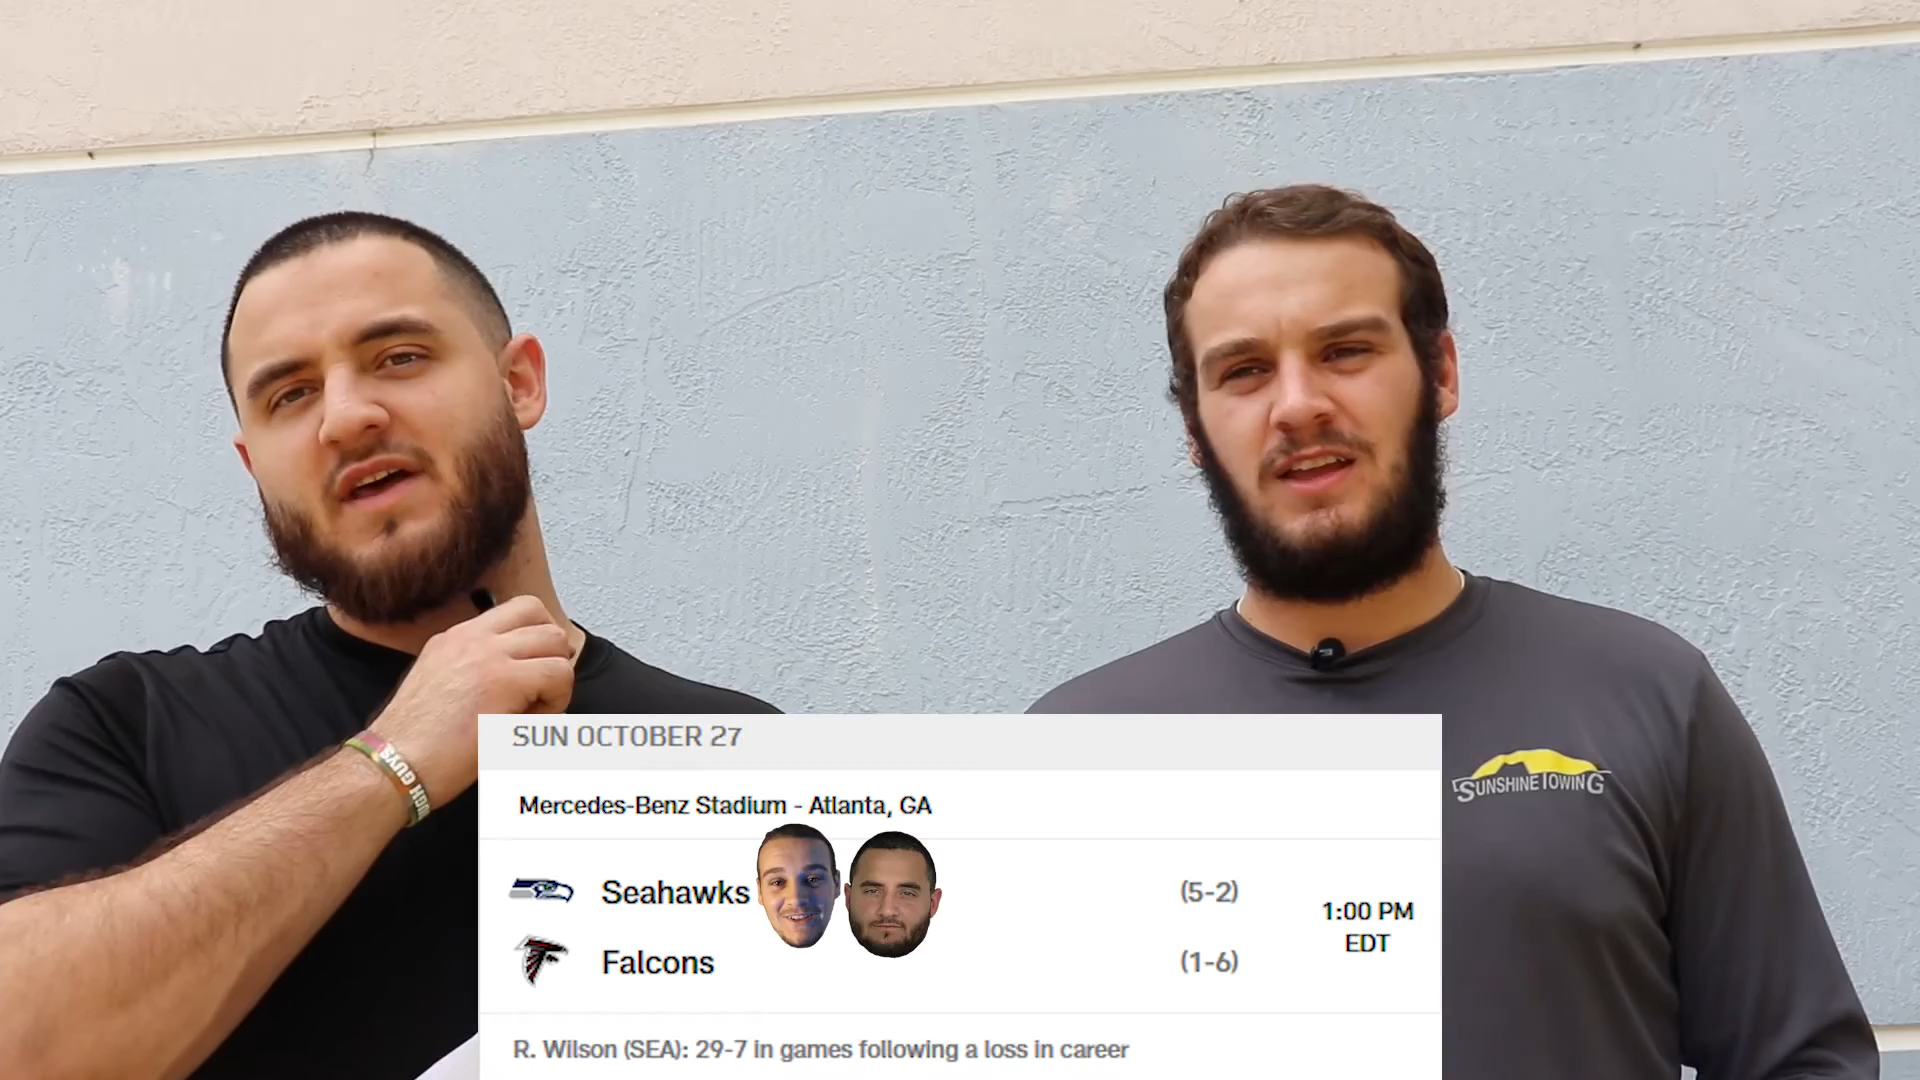 SUN OCTOBER 27
Mercedes-Benz Stadium - Atlanta, GA
Seahawks (5-2)
1:00 PM
EDT
Falcons (1-6)
R. Wilson (SEA): 29-7 in games following a loss in career
SUNSHINE TOWING
GUYS